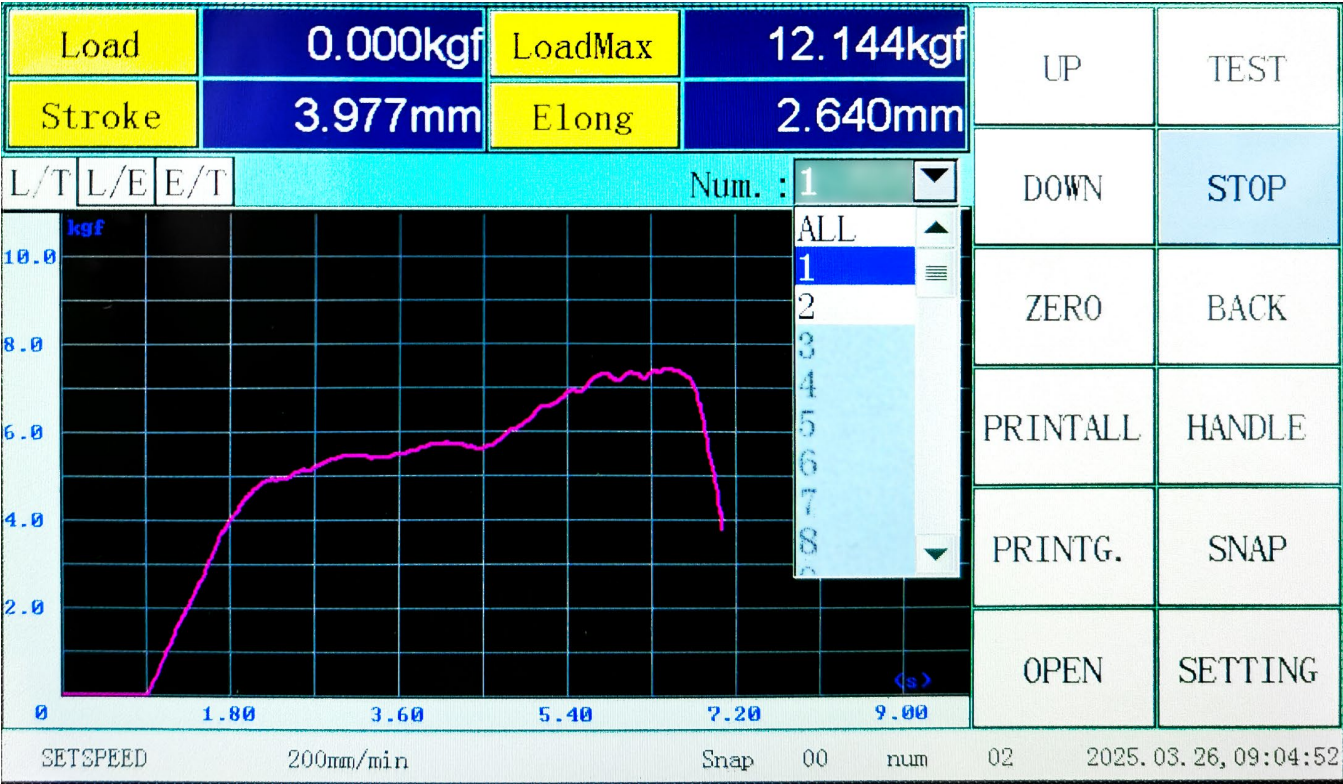 Load 0.000kgf LoadMax 12.144kgf
Stroke 3.977mm Elong 2.640mm
L/T L/E E/T Num. : 1
ALL
1
2
3
4
5
6
7
8
kgf
10.0
8.0
6.0
4.0
2.0
(s)
0 1.80 3.60 5.40 7.20 9.00
UP TEST
DOWN STOP
ZERO BACK
PRINTALL HANDLE
PRINTG. SNAP
OPEN SETTING
SETSPEED 200mm/min Snap 00 num 02 2025.03.26,09:04:52